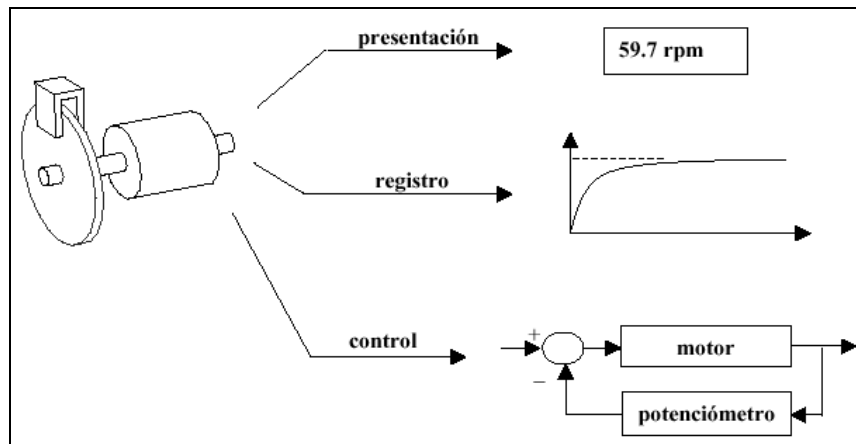 presentación
59.7 rpm
registro
control
+
motor
−
potenciómetro